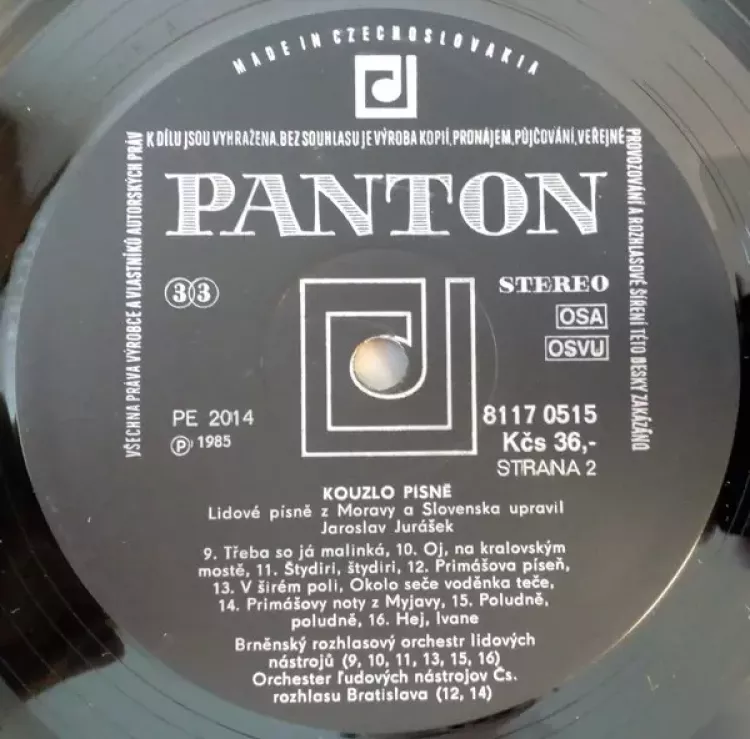 MADE IN CZECHOSLOVAKIA
VŠECHNA PRÁVA VÝROBCE A VLASTNÍKŮ AUTORSKÝCH PRÁV
K DÍLU JSOU VYHRAŽENA. BEZ SOUHLASU JE VÝROBA KOPIÍ, PRONÁJEM, PŮJČOVÁNÍ, VEŘEJNÉ
PROVOZOVÁNÍ A ROZHLASOVÉ ŠÍŘENÍ TÉTO DESKY ZAKÁZÁNO
PANTON
33
STEREO
OSA
OSVU
PE 2014
Ⓟ 1985
8117 0515
Kčs 36,-
STRANA 2
KOUZLO PÍSNĚ
Lidové písně z Moravy a Slovenska upravil
Jaroslav Jurášek
9. Třeba so já malinká, 10. Oj, na kralovským
mostě, 11. Štydiri, štydiri, 12. Primášova píseň,
13. V širém poli, Okolo seče voděnka teče,
14. Primášovy noty z Myjavy, 15. Poludně,
poludně, 16. Hej, Ivane
Brněnský rozhlasový orchestr lidových
nástrojů (9, 10, 11, 13, 15, 16)
Orchester ľudových nástrojov Čs.
rozhlasu Bratislava (12, 14)